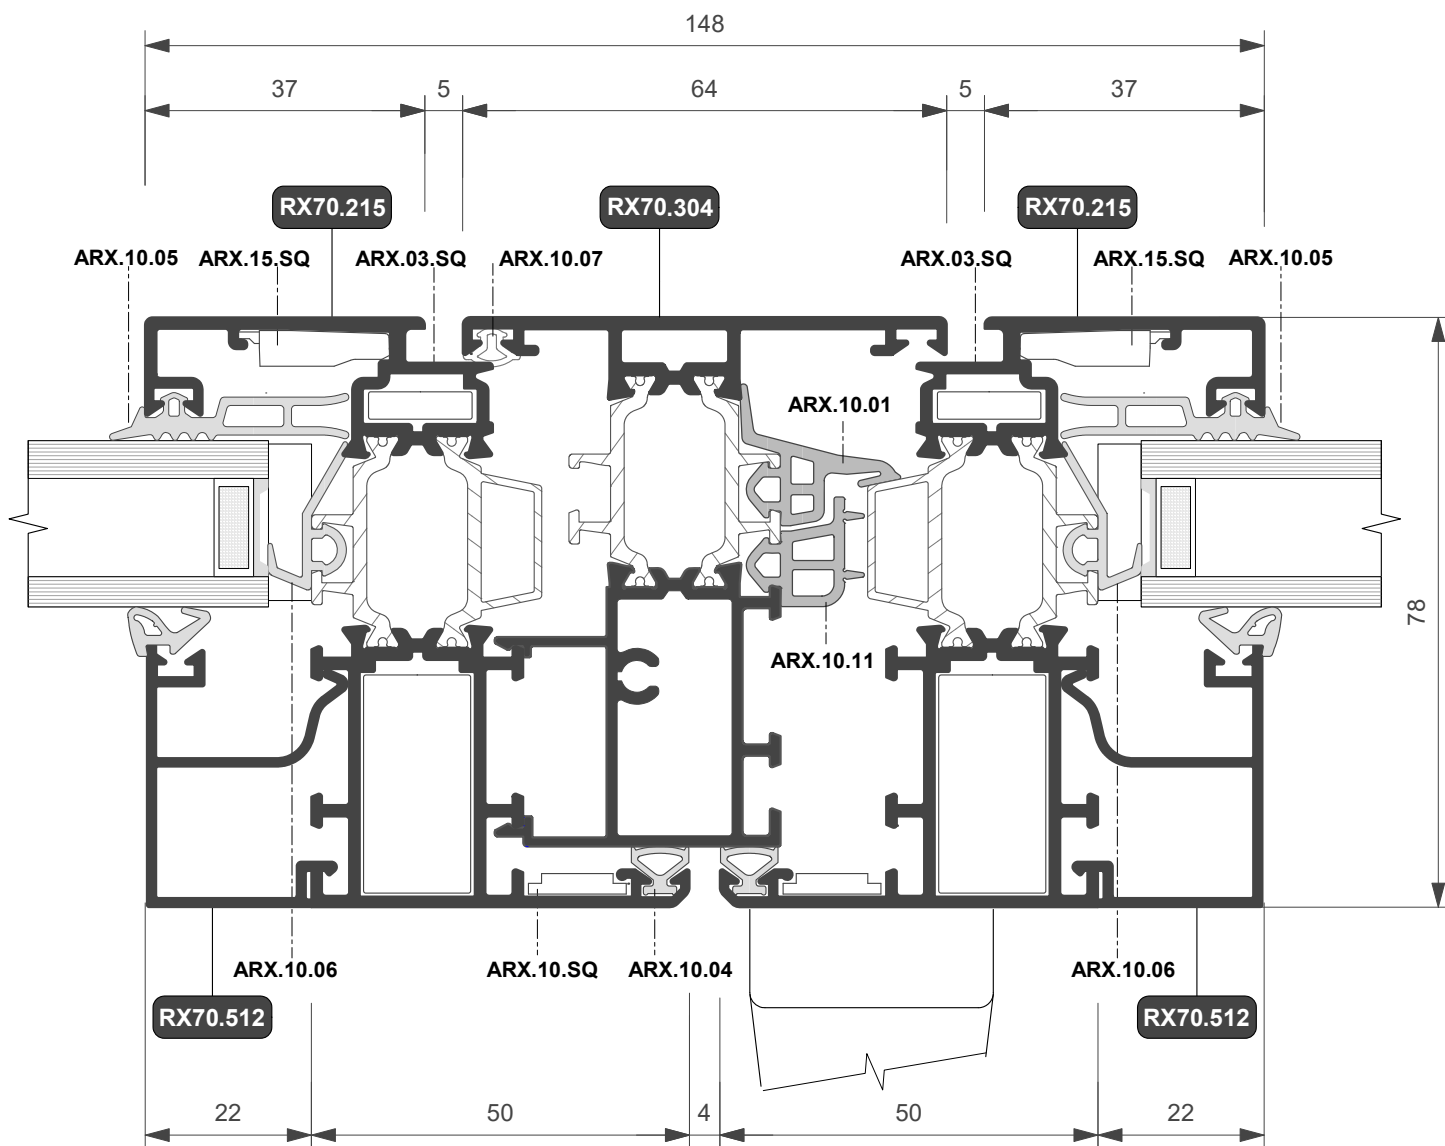 148
37 5 64 5 37
RX70.215 RX70.304 RX70.215
ARX.10.05 ARX.15.SQ ARX.03.SQ ARX.10.07 ARX.03.SQ ARX.15.SQ ARX.10.05
ARX.10.01
78
ARX.10.11
ARX.10.06 ARX.10.SQ ARX.10.04 ARX.10.06
RX70.512 RX70.512
22 50 4 50 22